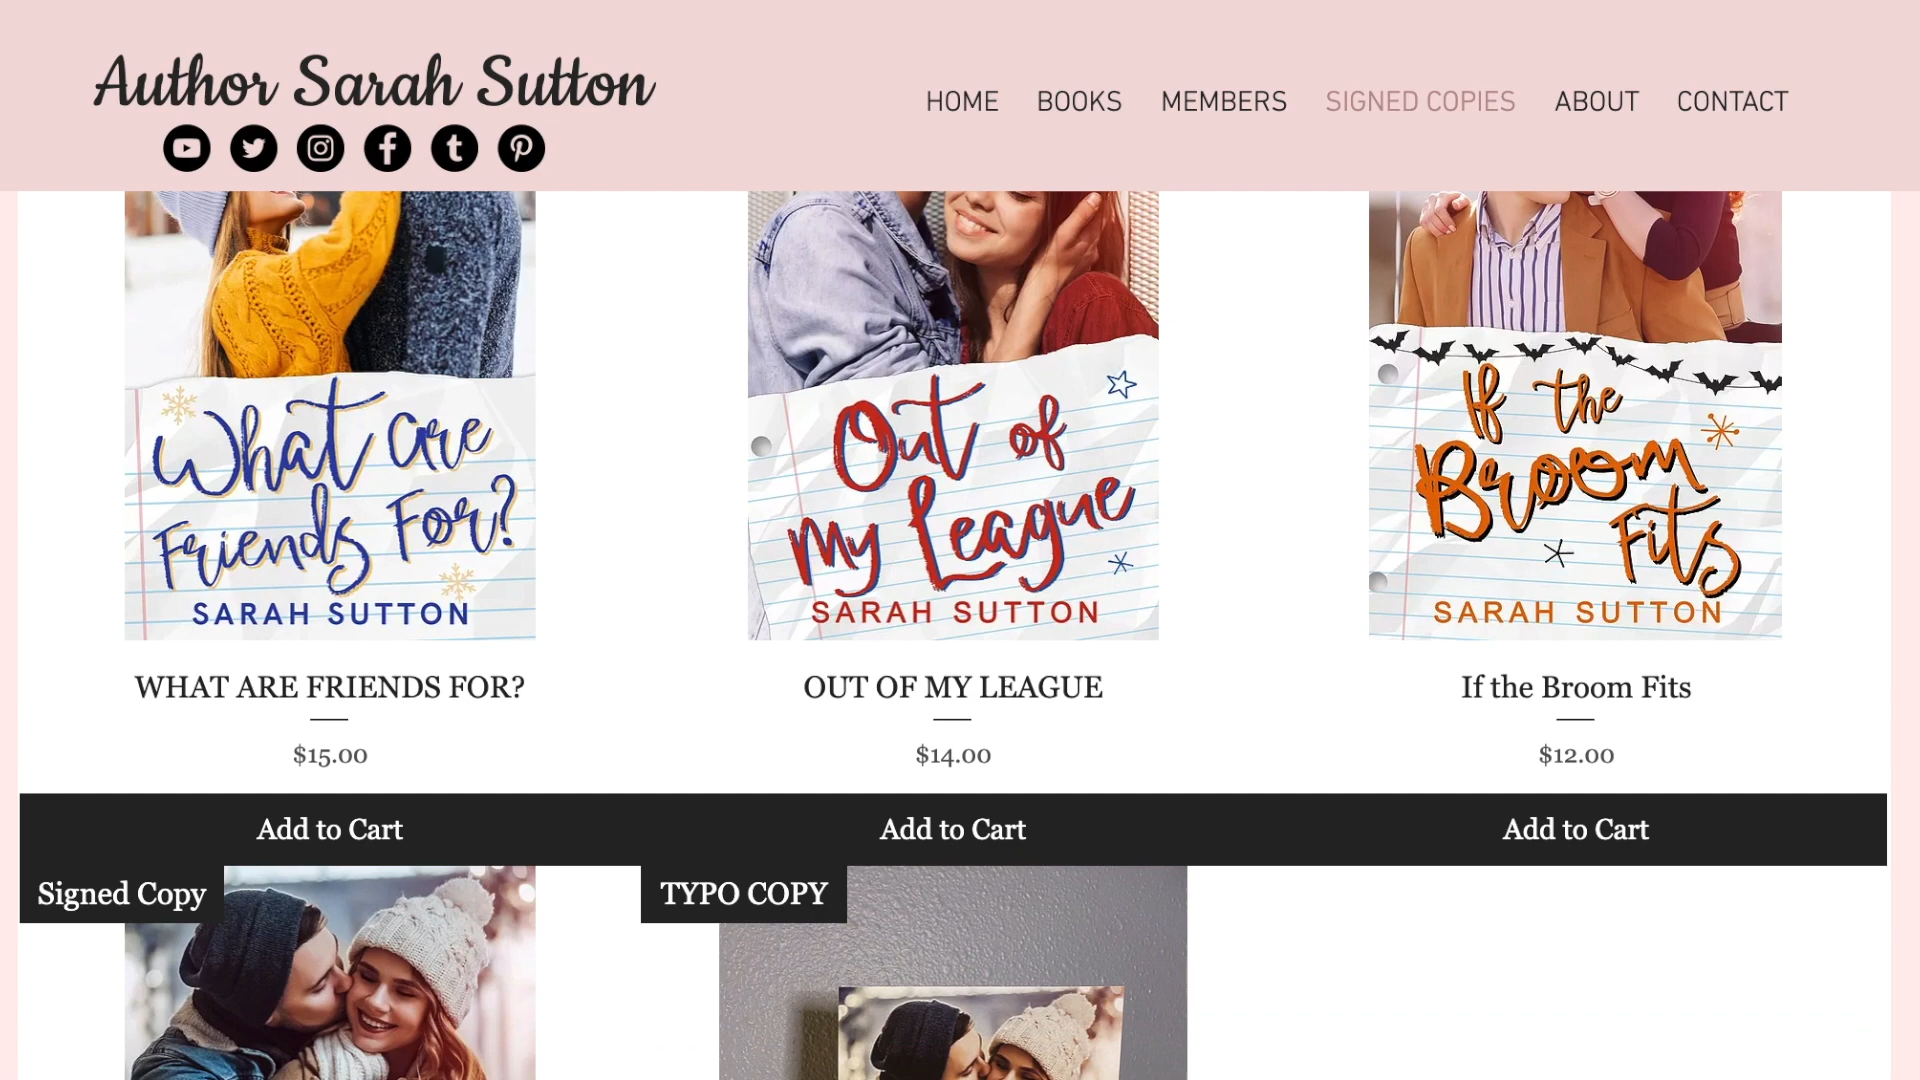 Author Sarah Sutton
HOME BOOKS MEMBERS SIGNED COPIES ABOUT CONTACT
What are
Friends For?
SARAH SUTTON
Out of
My League
SARAH SUTTON
If the
Broom
Fits
SARAH SUTTON
WHAT ARE FRIENDS FOR?
$15.00
Add to Cart
OUT OF MY LEAGUE
$14.00
Add to Cart
If the Broom Fits
$12.00
Add to Cart
Signed Copy
TYPO COPY